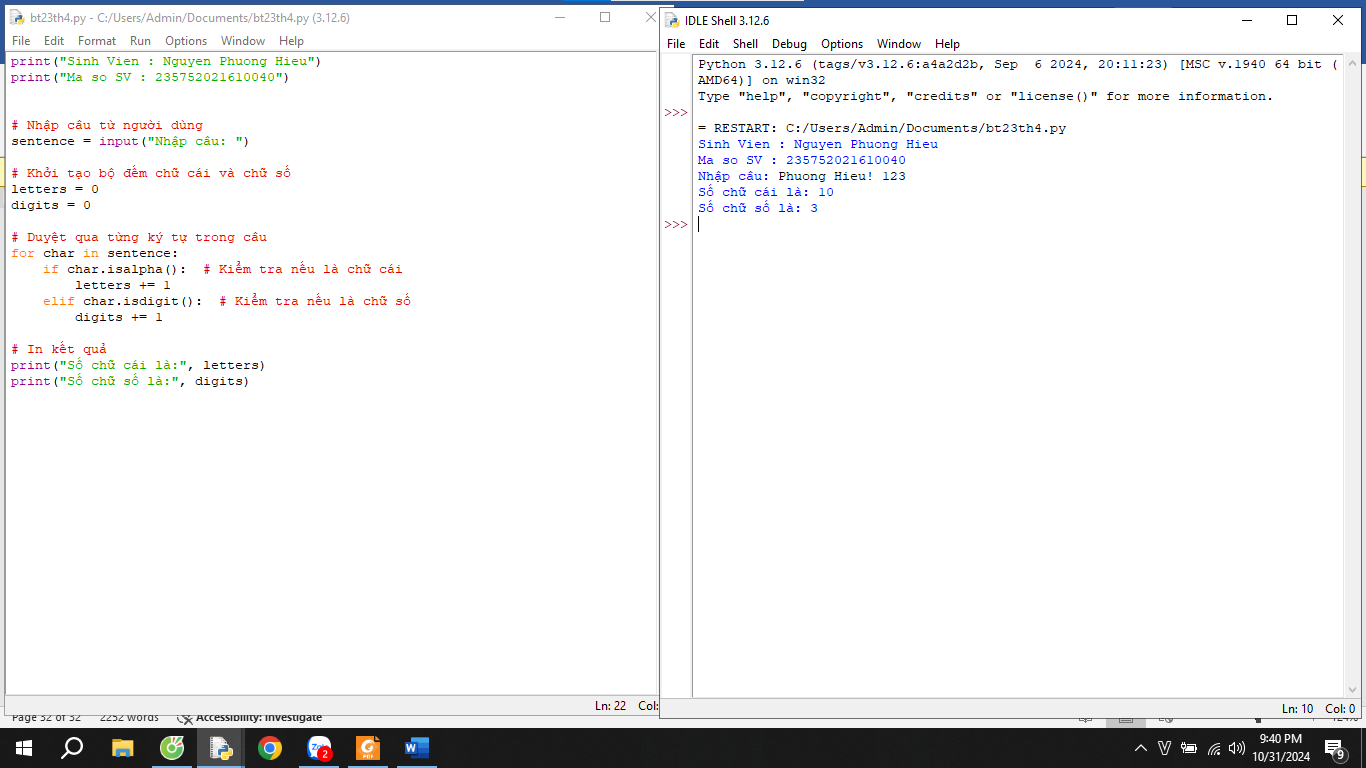 bt23th4.py - C:/Users/Admin/Documents/bt23th4.py (3.12.6)
File Edit Format Run Options Window Help
print("Sinh Vien : Nguyen Phuong Hieu")
print("Ma so SV : 235752021610040")
# Nhập câu từ người dùng
sentence = input("Nhập câu: ")
# Khởi tạo bộ đếm chữ cái và chữ số
letters = 0
digits = 0
# Duyệt qua từng ký tự trong câu
for char in sentence:
    if char.isalpha():  # Kiểm tra nếu là chữ cái
        letters += 1
    elif char.isdigit():  # Kiểm tra nếu là chữ số
        digits += 1
# In kết quả
print("Số chữ cái là:", letters)
print("Số chữ số là:", digits)
Ln: 22 Col:
IDLE Shell 3.12.6
File Edit Shell Debug Options Window Help
Python 3.12.6 (tags/v3.12.6:a4a2d2b, Sep  6 2024, 20:11:23) [MSC v.1940 64 bit (
AMD64)] on win32
Type "help", "copyright", "credits" or "license()" for more information.
>>>
= RESTART: C:/Users/Admin/Documents/bt23th4.py
Sinh Vien : Nguyen Phuong Hieu
Ma so SV : 235752021610040
Nhập câu: Phuong Hieu! 123
Số chữ cái là: 10
Số chữ số là: 3
>>>
Ln: 10 Col: 0
Page 32 of 32 2252 words Accessibility: Investigate
9:40 PM
10/31/2024
2
9